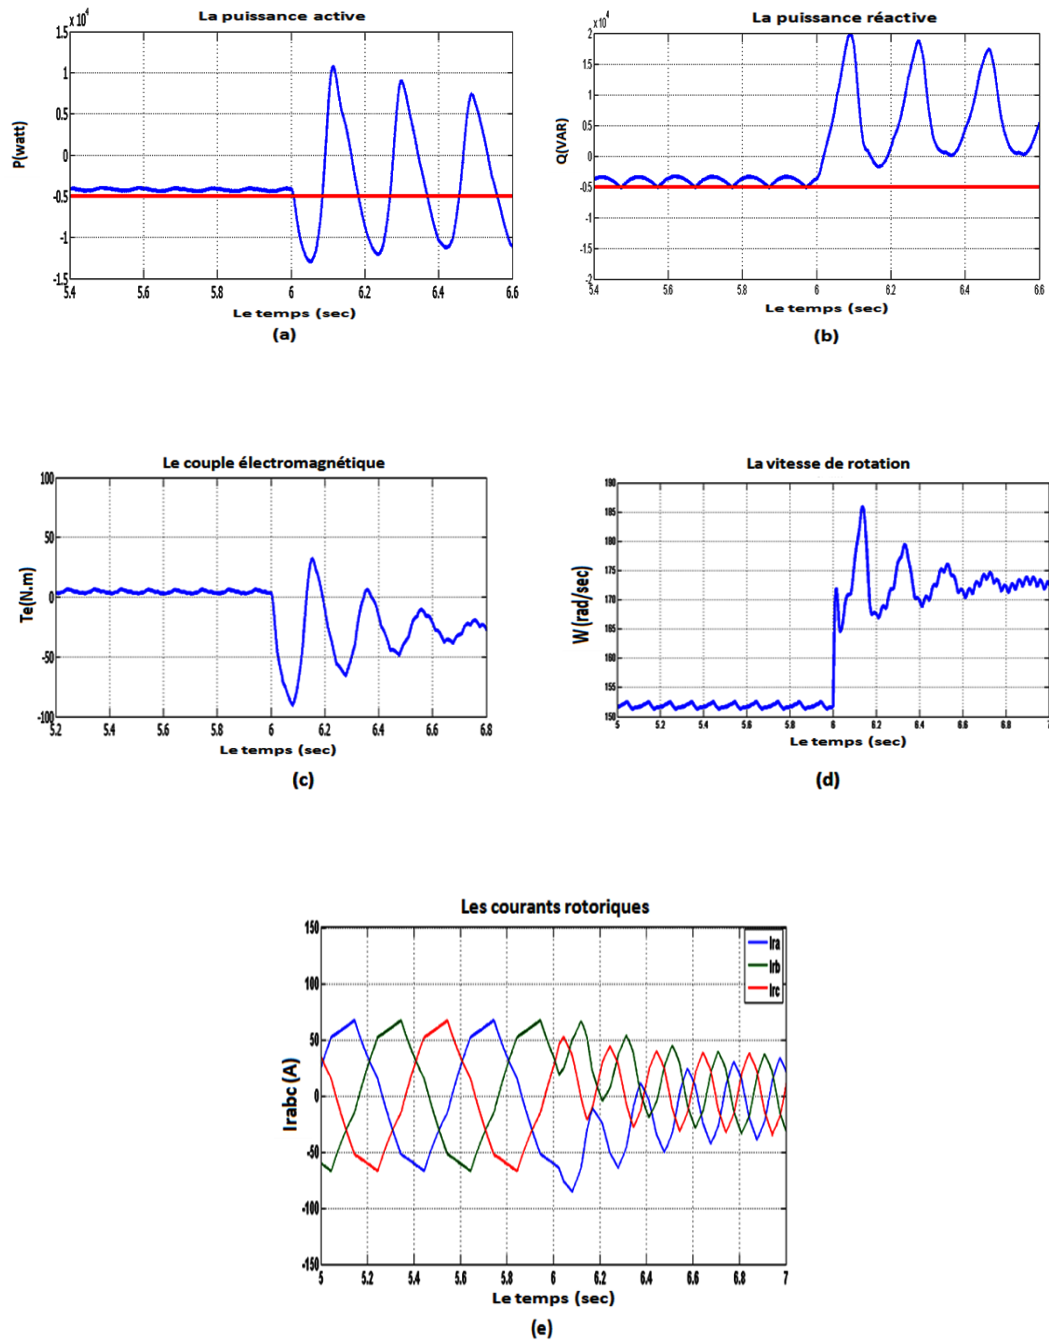 La puissance active
x 10⁴
1.5
1
0.5
0
-0.5
-1
-1.5
P(watt)
5.4 5.6 5.8 6 6.2 6.4 6.6
Le temps (sec)
(a)
La puissance réactive
x 10⁴
2
1.5
1
0.5
0
-0.5
-1
-1.5
-2
Q(VAR)
5.4 5.6 5.8 6 6.2 6.4 6.6
Le temps (sec)
(b)
Le couple électromagnétique
100
50
0
-50
-100
Te(N.m)
5.2 5.4 5.6 5.8 6 6.2 6.4 6.6 6.8
Le temps (sec)
(c)
La vitesse de rotation
190
185
180
175
170
165
160
155
150
W (rad/sec)
5 5.2 5.4 5.6 5.8 6 6.2 6.4 6.6 6.8 7
Le temps (sec)
(d)
Les courants rotoriques
150
100
50
0
-50
-100
-150
Irabc (A)
Ira
Irb
Irc
5 5.2 5.4 5.6 5.8 6 6.2 6.4 6.6 6.8 7
Le temps (sec)
(e)